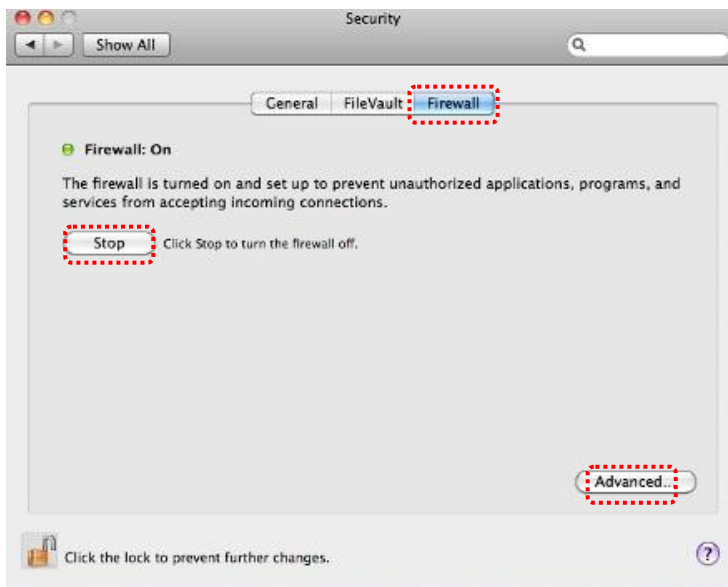 Security
Show All
General FileVault Firewall
Firewall: On
The firewall is turned on and set up to prevent unauthorized applications, programs, and
services from accepting incoming connections.
Stop Click Stop to turn the firewall off.
Advanced...
Click the lock to prevent further changes.
?